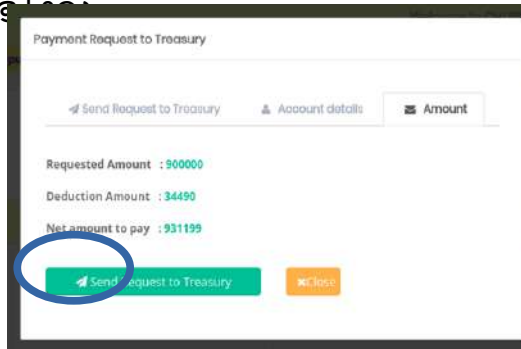 Payment Request to Treasury
Send Request to Treasury Account details Amount
Requested Amount : 900000
Deduction Amount : 34490
Net amount to pay : 931199
Send Request to Treasury ×Close